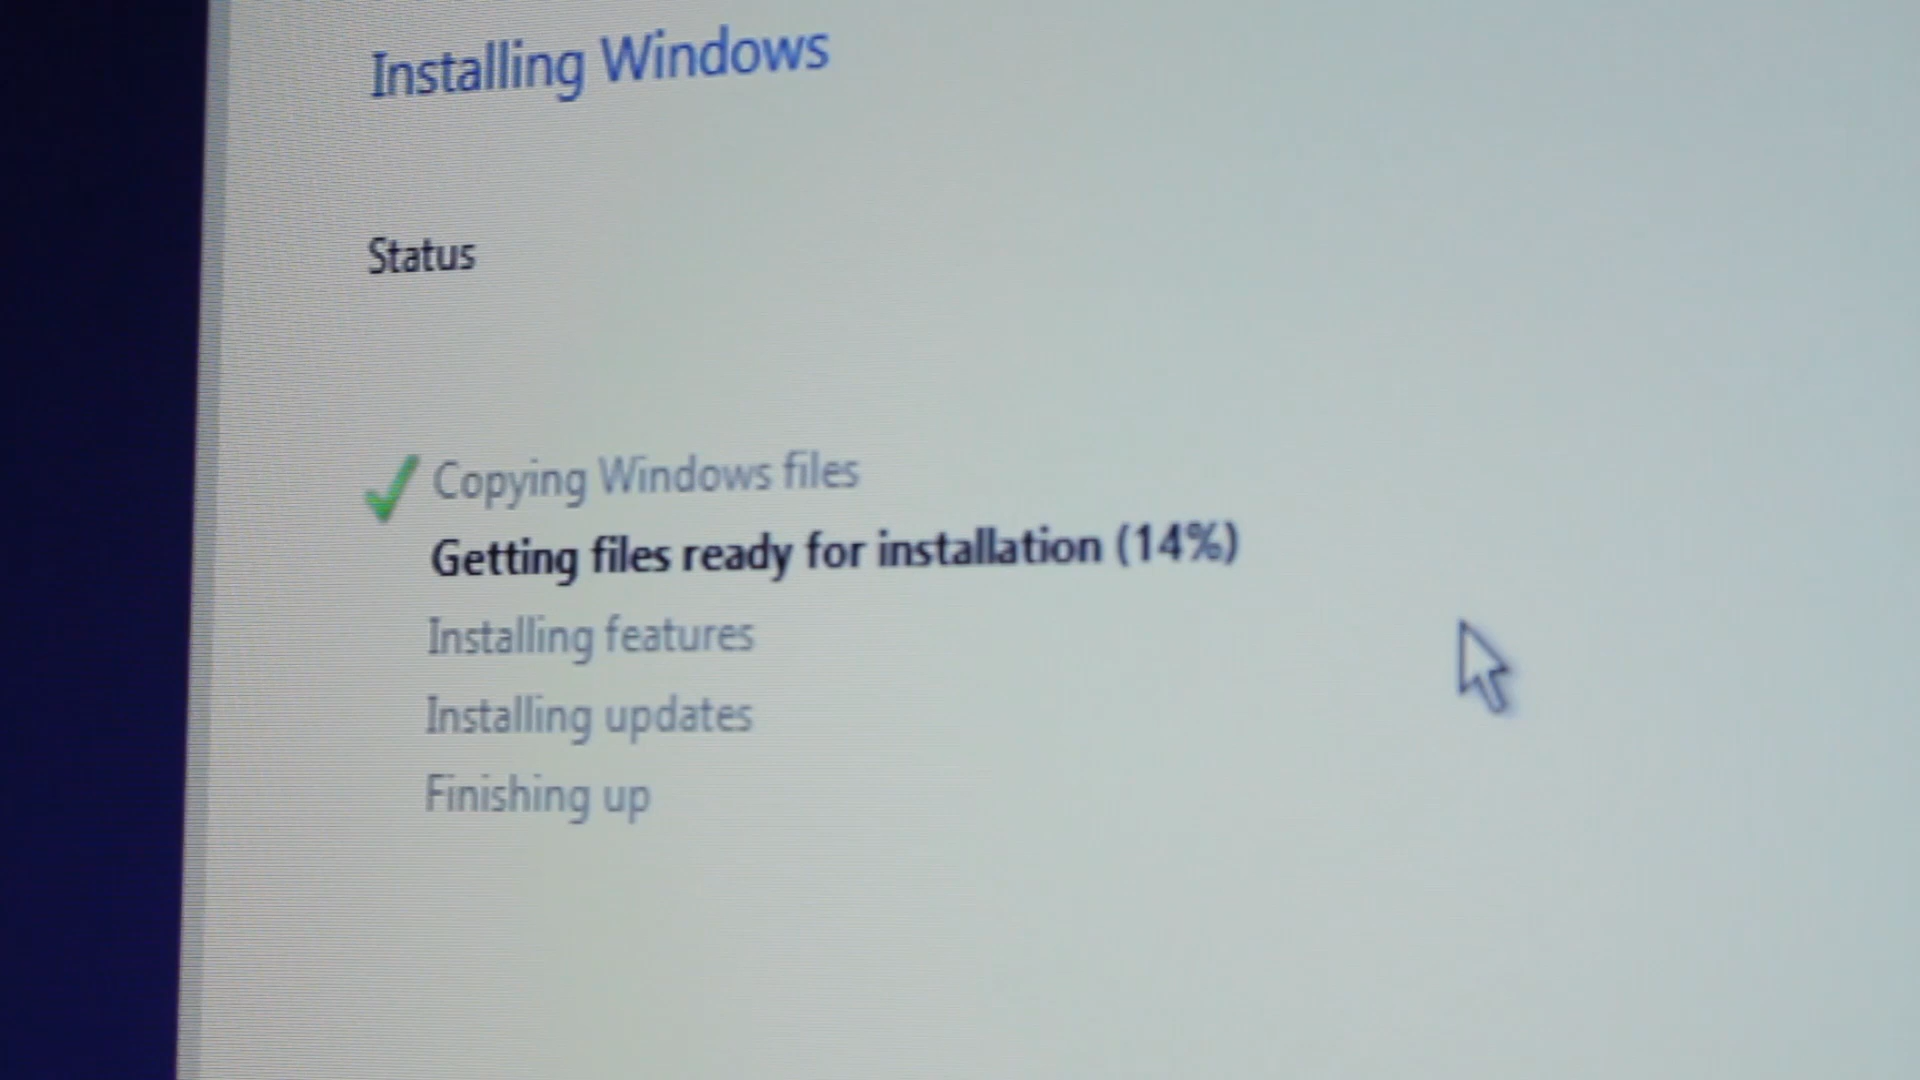 Installing Windows
Status
Copying Windows files
Getting files ready for installation (14%)
Installing features
Installing updates
Finishing up